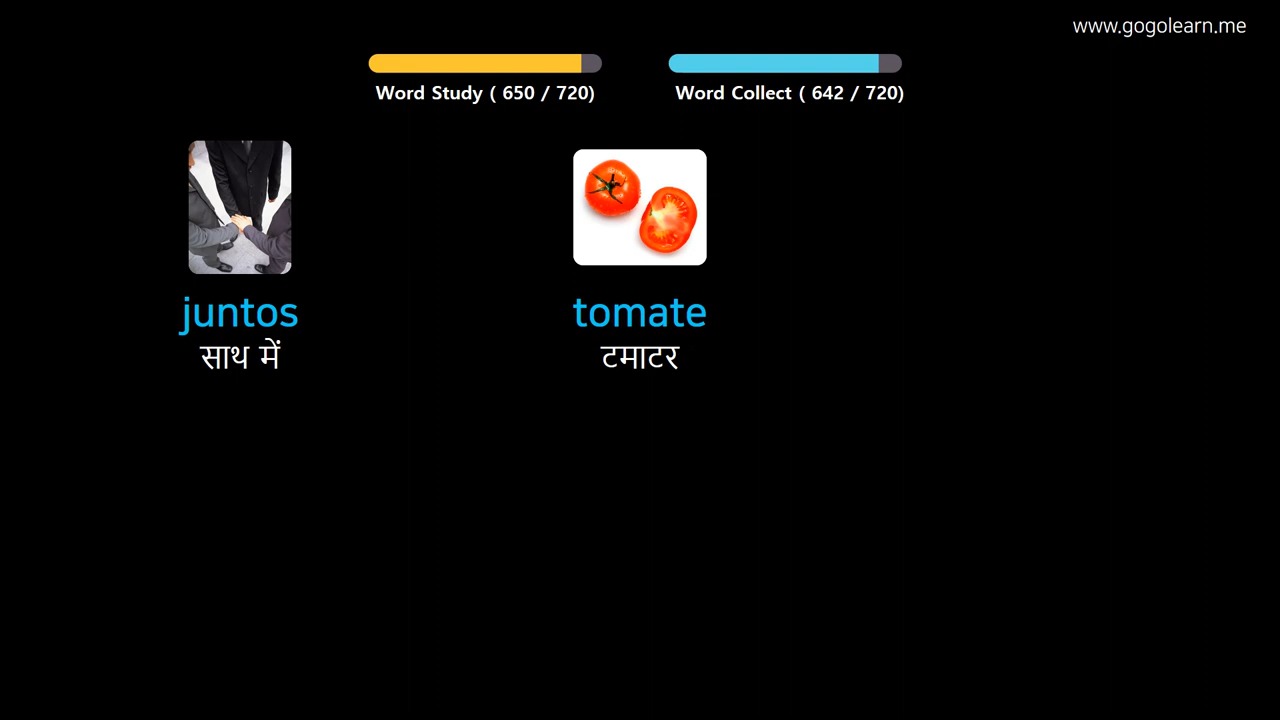 www.gogolearn.me
Word Study ( 650 / 720)
Word Collect ( 642 / 720)
juntos
साथ में
tomate
टमाटर